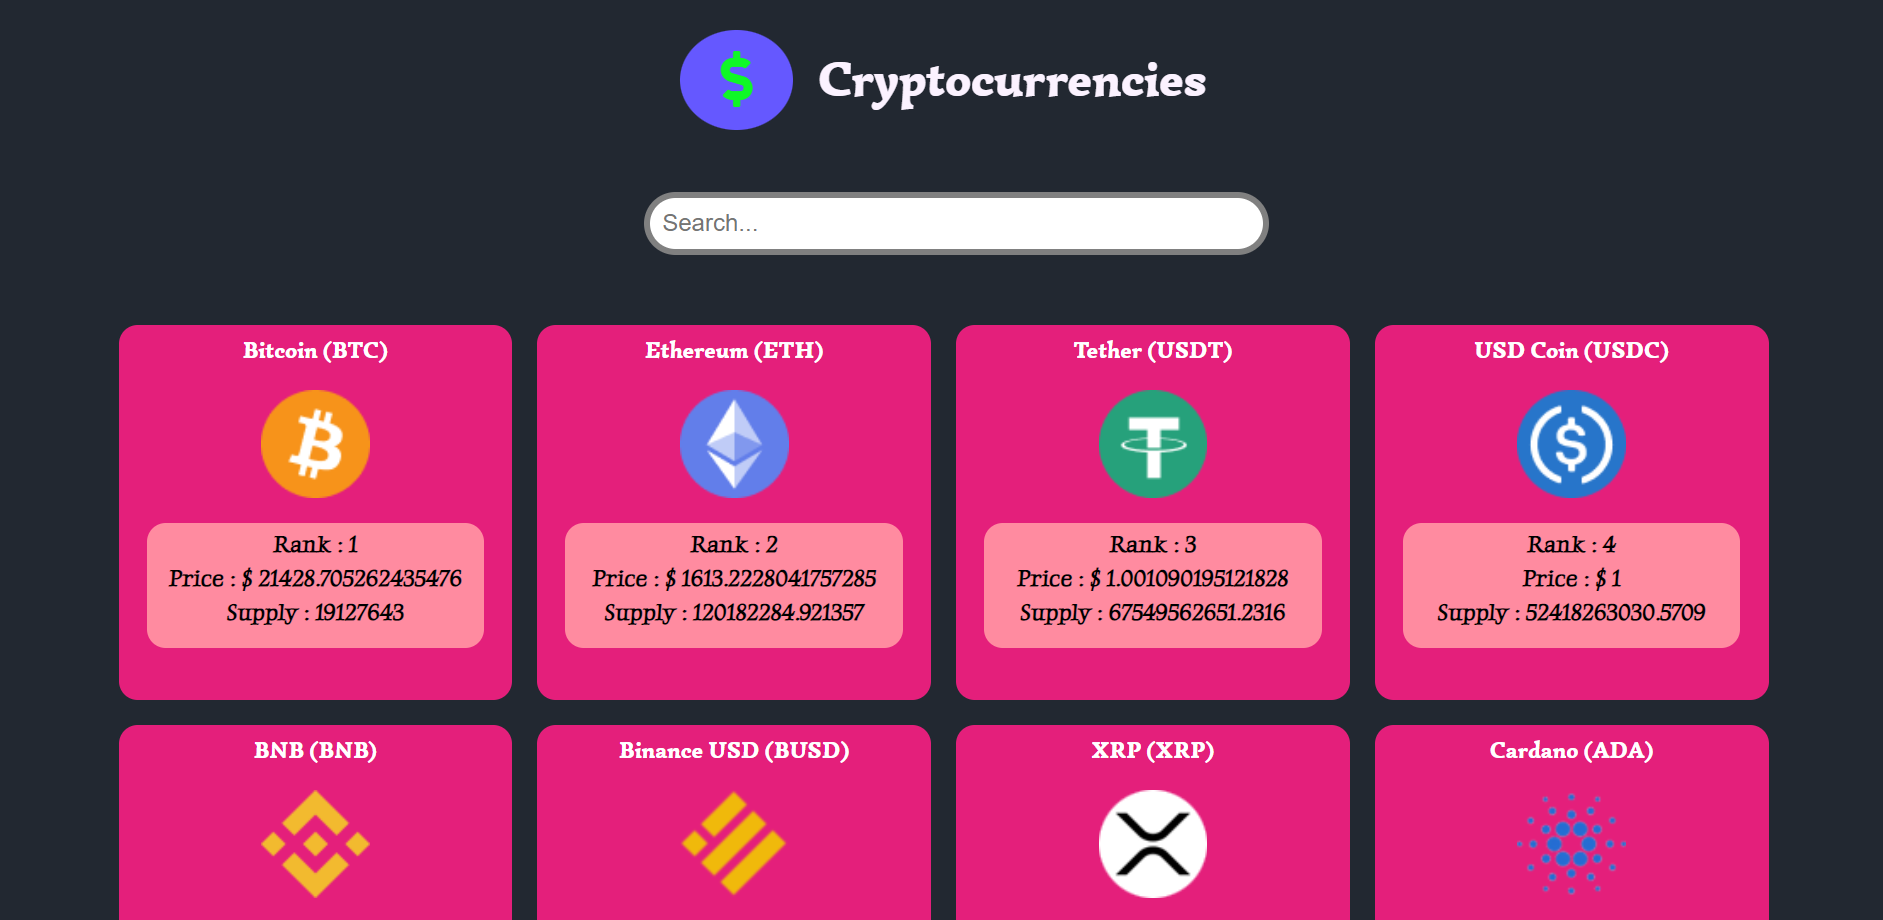 $
Cryptocurrencies
Search...
Bitcoin (BTC)
Ethereum (ETH)
Tether (USDT)
USD Coin (USDC)
Rank : 1
Price : $ 21428.705262435476
Supply : 19127643
Rank : 2
Price : $ 1613.2228041757285
Supply : 120182284.921357
Rank : 3
Price : $ 1.001090195121828
Supply : 67549562651.2316
Rank : 4
Price : $ 1
Supply : 52418263030.5709
BNB (BNB)
Binance USD (BUSD)
XRP (XRP)
Cardano (ADA)